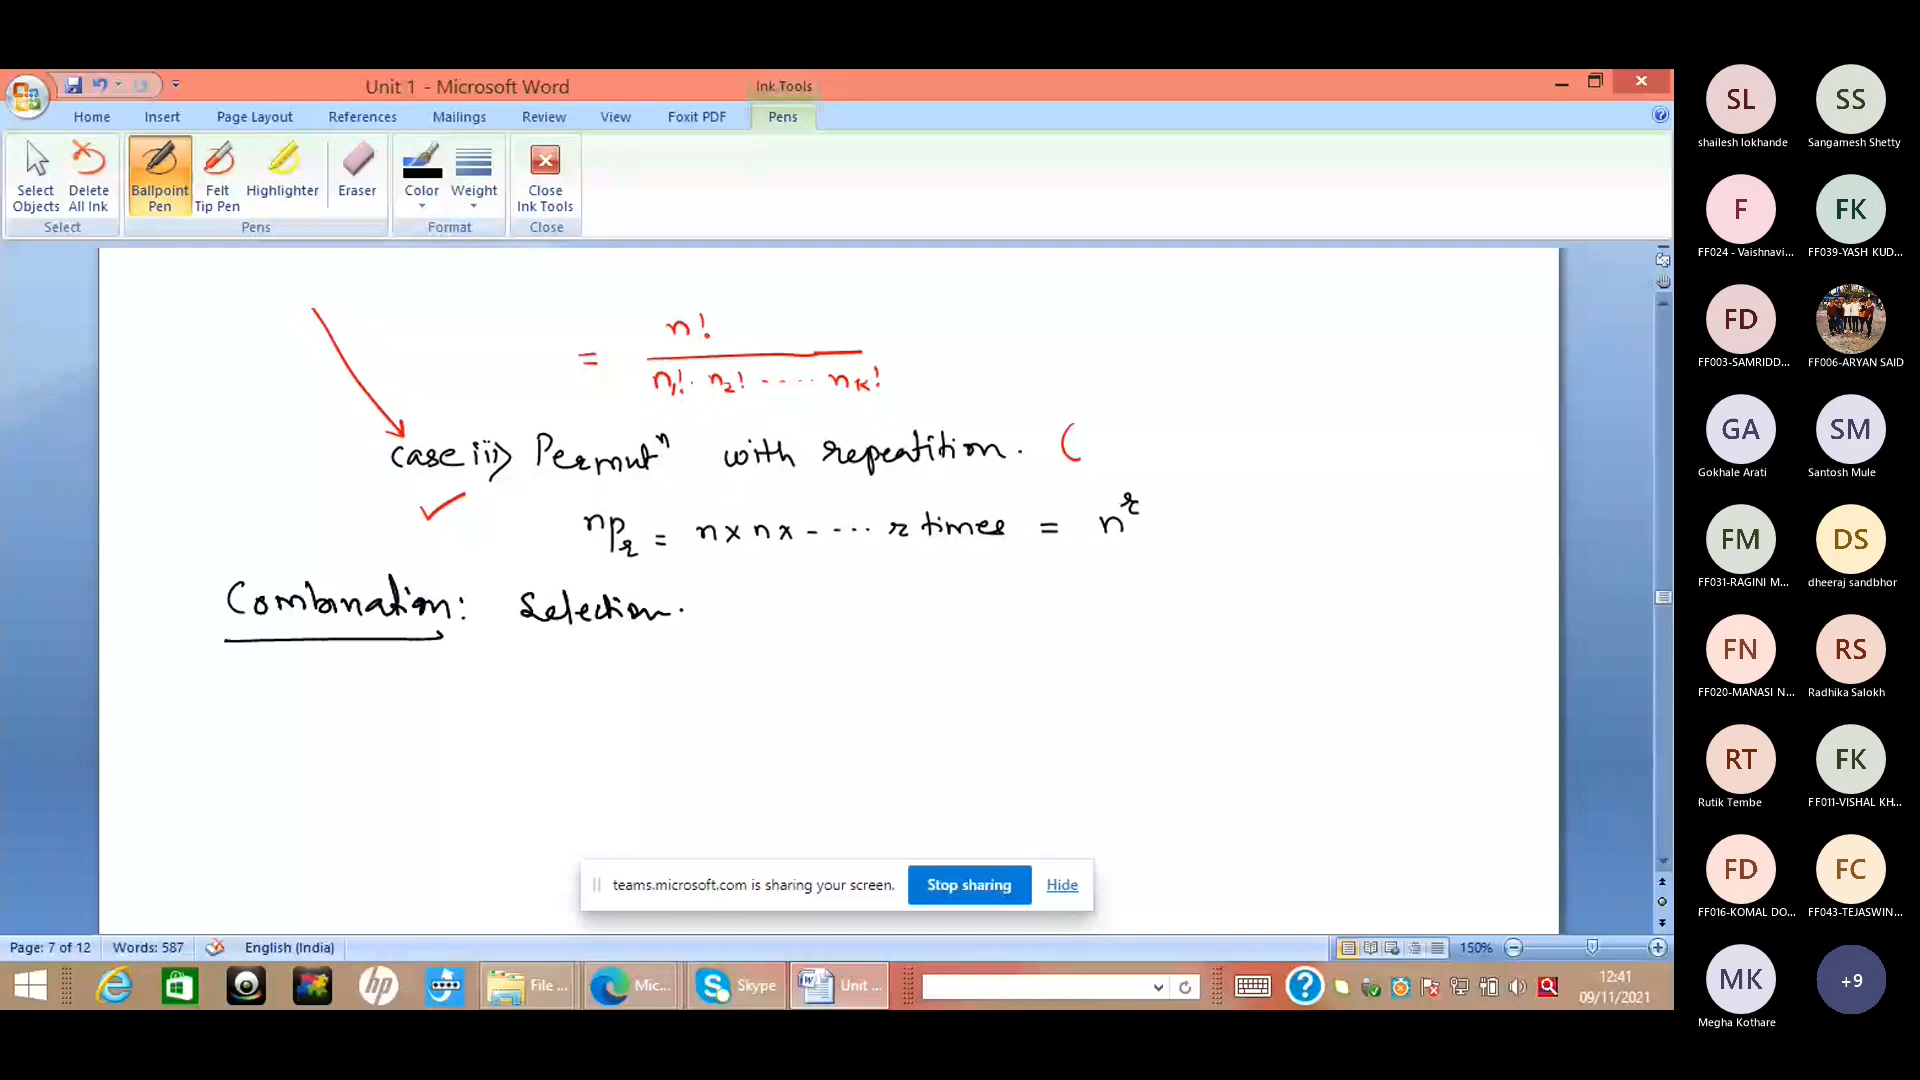 Unit 1 - Microsoft Word
Ink Tools
Home Insert Page Layout References Mailings Review View Foxit PDF Pens
Select Objects
Delete All Ink
Ballpoint Pen
Felt Tip Pen
Highlighter
Eraser
Color
Weight
Close Ink Tools
Select Pens Format Close
= n! / n₁! · n₂! ..... nₖ!
case iii> Permutⁿ with repeatition. (
ⁿPᵣ = n x n x - .... r times = nʳ
Combination: Selection.
teams.microsoft.com is sharing your screen. Stop sharing Hide
Page: 7 of 12 Words: 587 English (India) 150%
File ... Mic... Skype Unit ...
12:41
09/11/2021
SL SS
shailesh lokhande Sangamesh Shetty
F FK
FF024 - Vaishnavi... FF039-YASH KUD...
FD
FF003-SAMRIDD... FF006-ARYAN SAID
GA SM
Gokhale Arati Santosh Mule
FM DS
FF031-RAGINI M... dheeraj sandbhor
FN RS
FF020-MANASI N... Radhika Salokh
RT FK
Rutik Tembe FF011-VISHAL KH...
FD FC
FF016-KOMAL DO... FF043-TEJASWIN...
MK +9
Megha Kothare